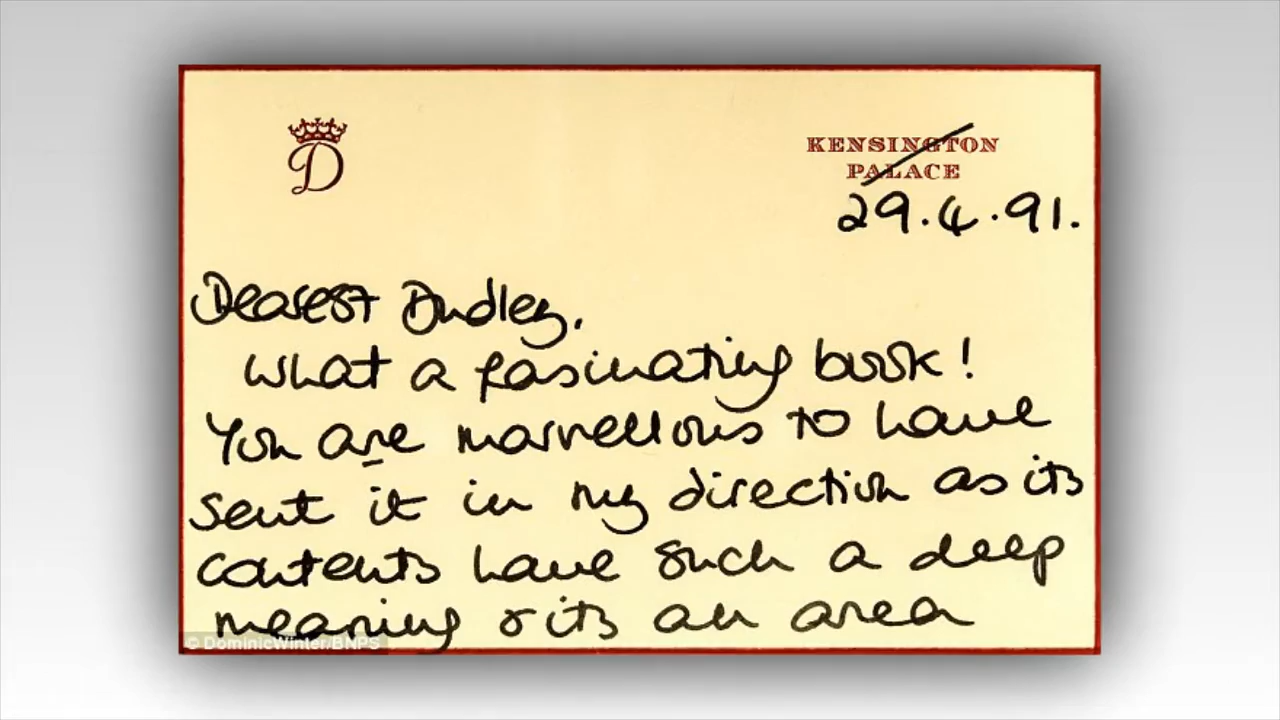 D
KENSINGTON
PALACE
29.4.91.
Dearest Dudley,
What a fascinating book!
You are marvellous to have
sent it in my direction as its
contents have such a deep
meaning & its an area
© DominicWinter/BNPS